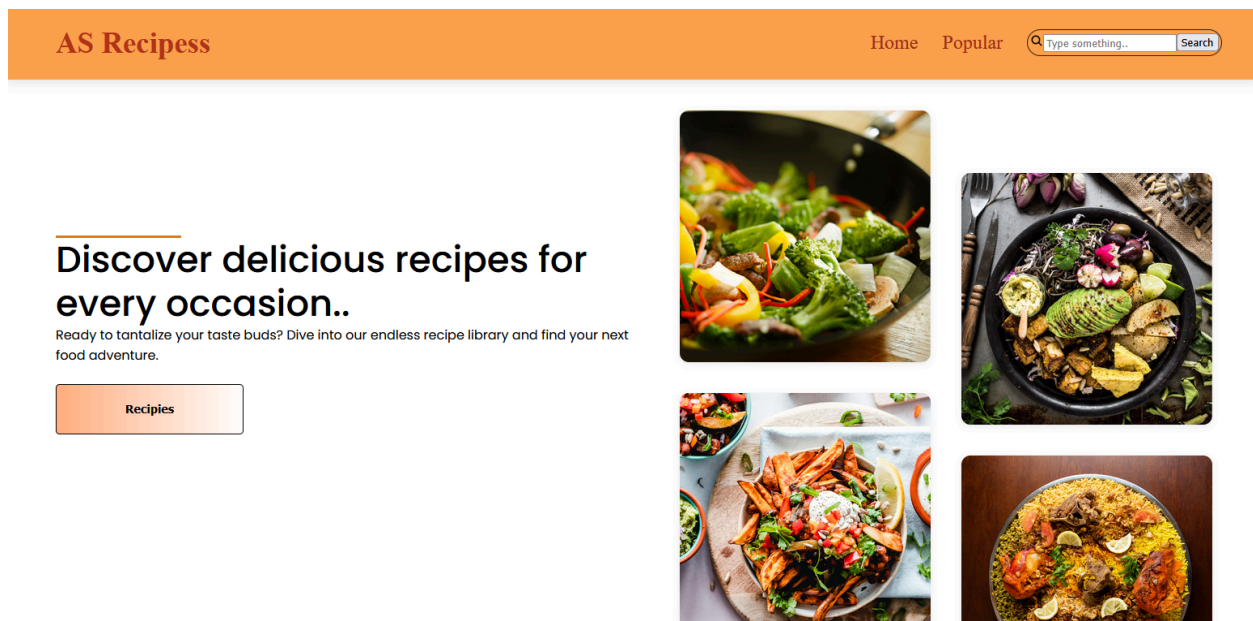 AS Recipess
Home
Popular
Type something..
Search
Discover delicious recipes for
every occasion..
Ready to tantalize your taste buds? Dive into our endless recipe library and find your next
food adventure.
Recipies